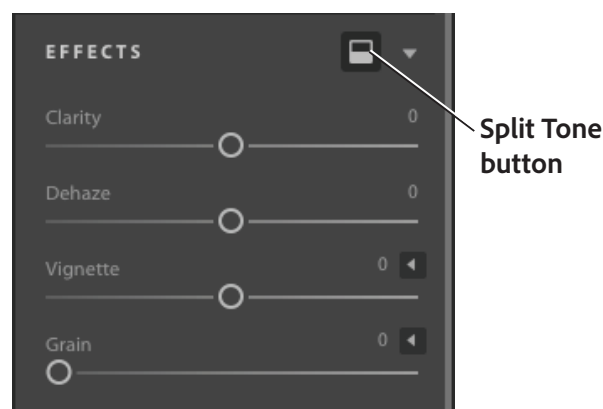 EFFECTS
Clarity 0
Split Tone
button
Dehaze 0
Vignette 0
Grain 0